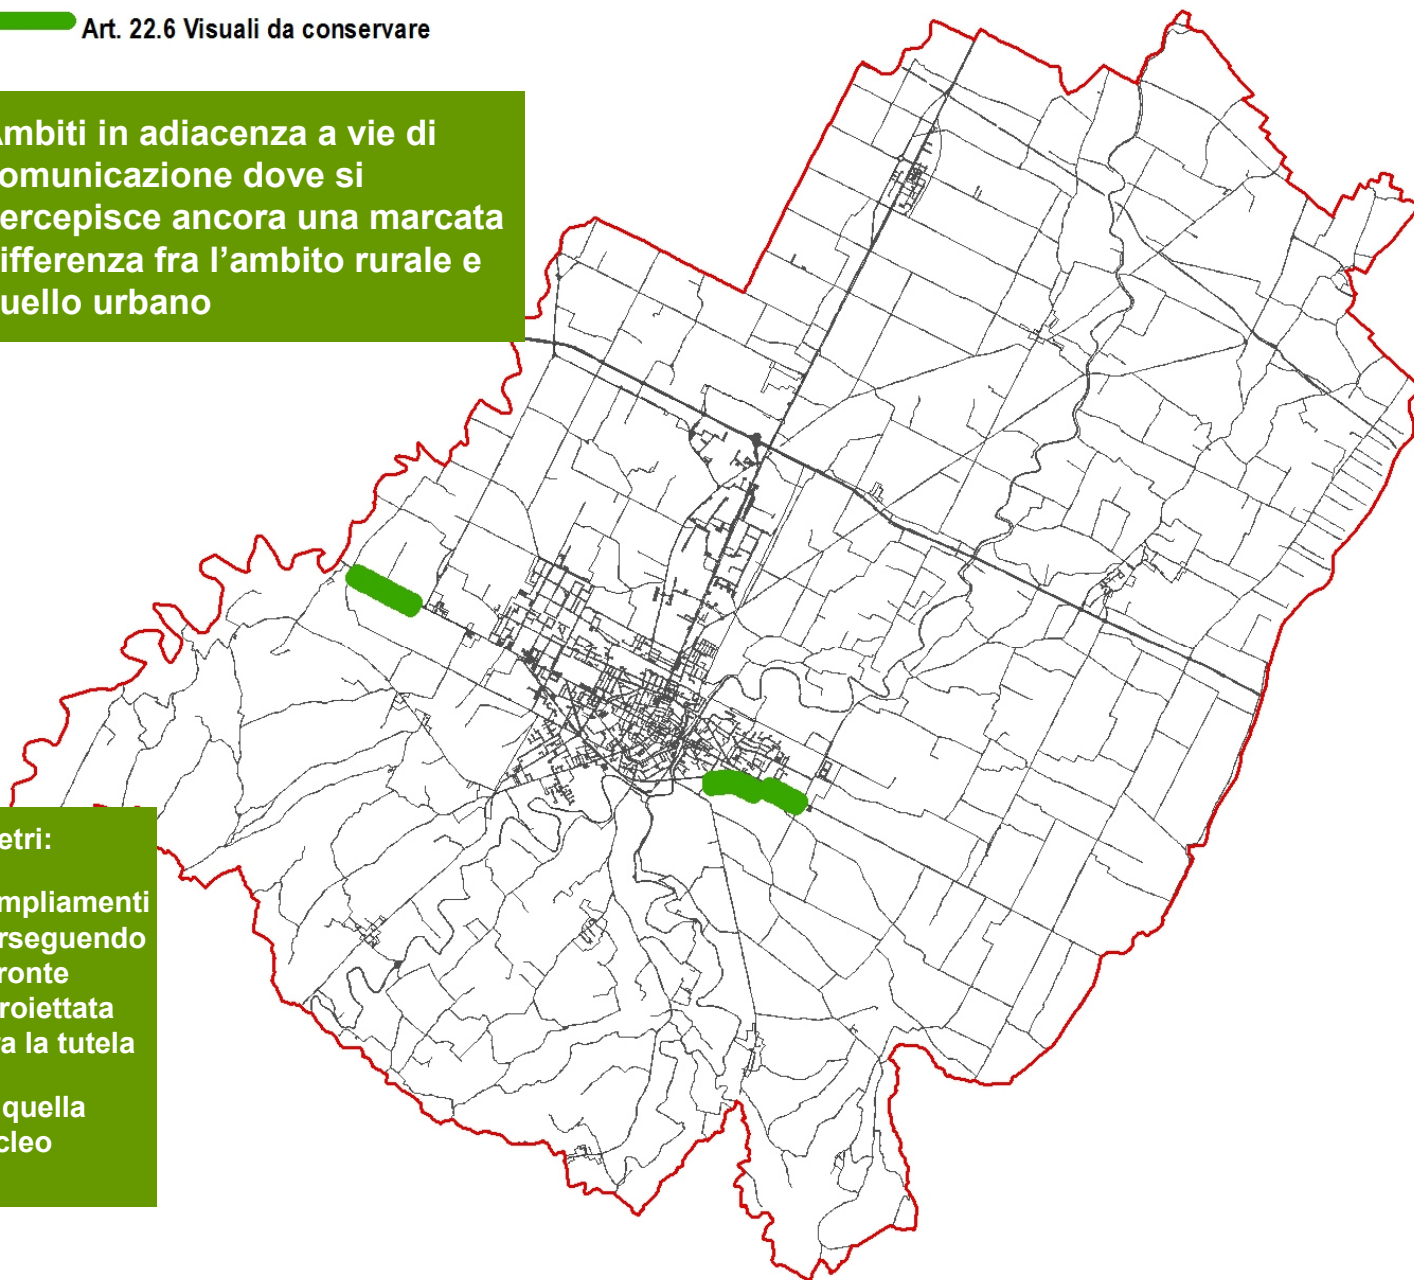 Art. 22.6 Visuali da conservare
Ambiti in adiacenza a vie di
omunicazione dove si
ercepisce ancora una marcata
ifferenza fra l'ambito rurale e
uello urbano
etri:
mpliamenti
rseguendo
ronte
roiettata
a la tutela
quella
cleo